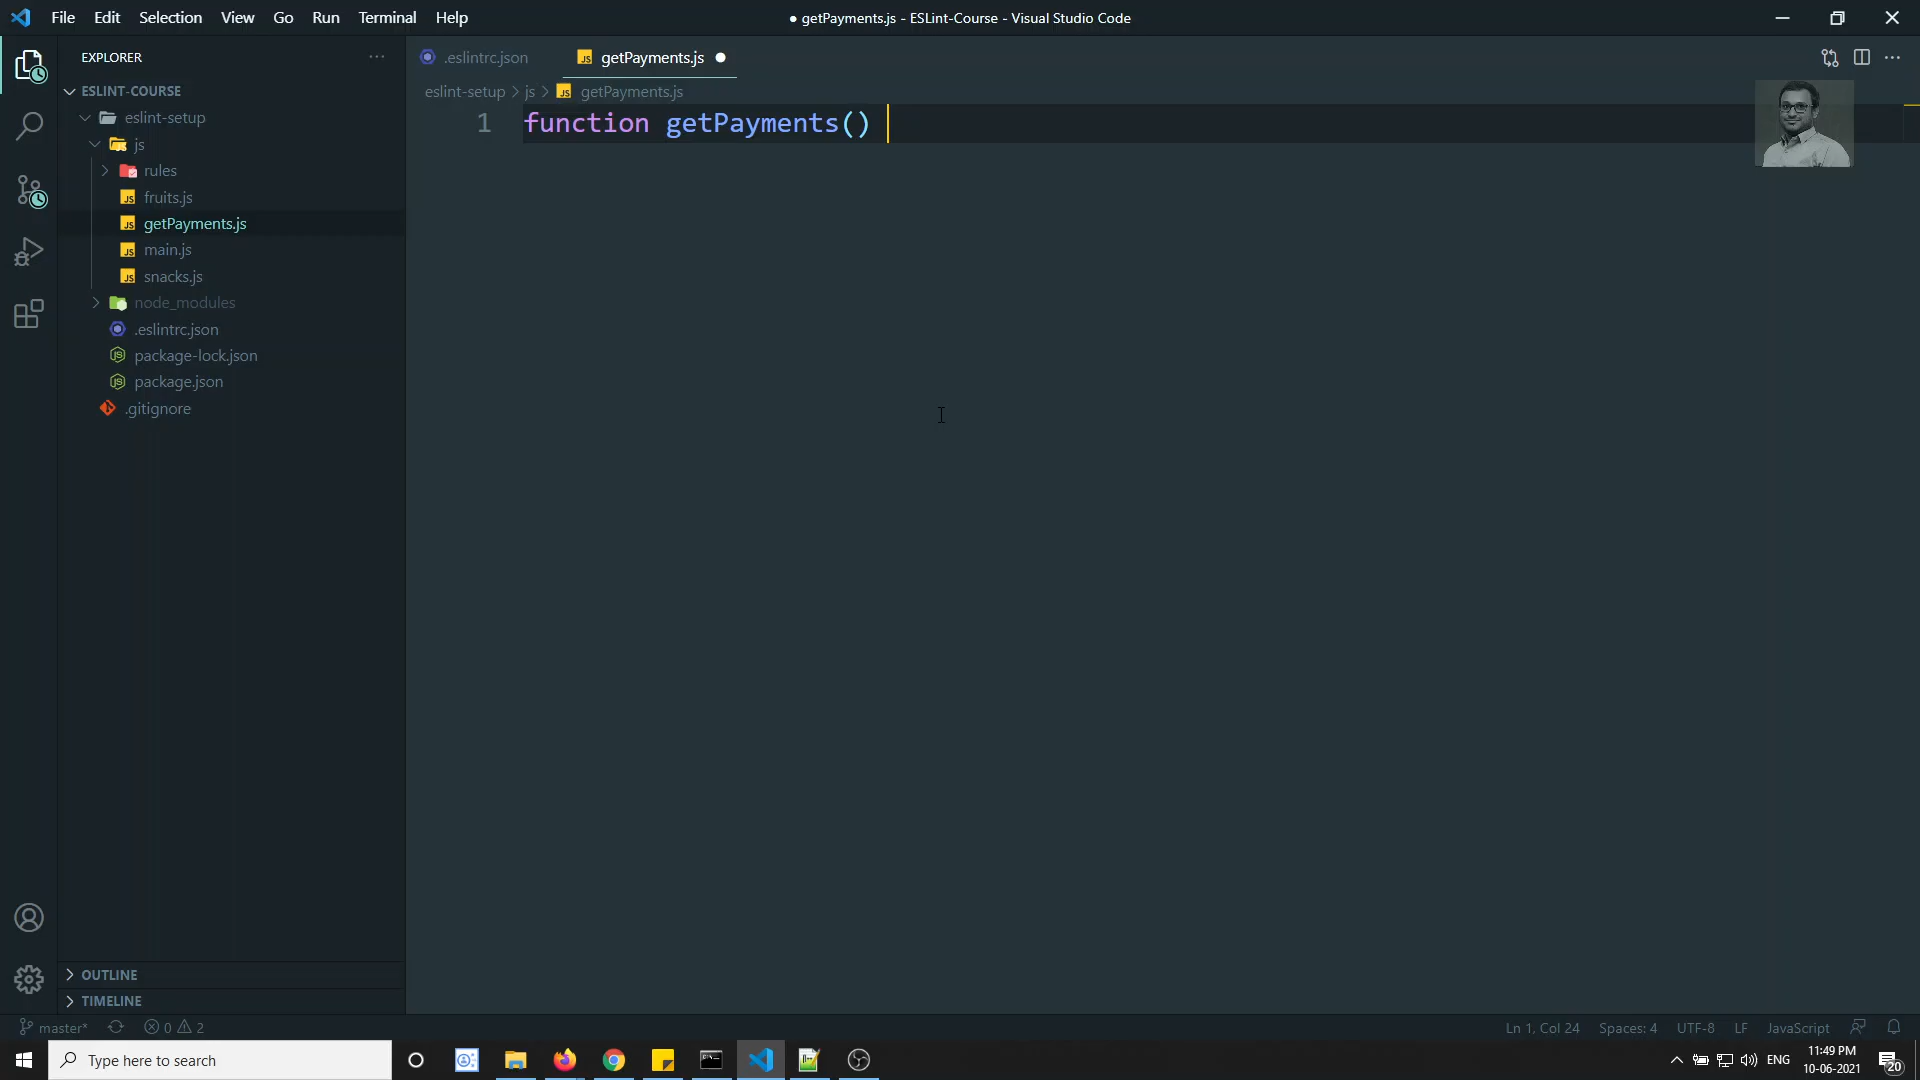 File Edit Selection View Go Run Terminal Help
● getPayments.js - ESLint-Course - Visual Studio Code
EXPLORER
ESLINT-COURSE
eslint-setup
js
rules
fruits.js
getPayments.js
main.js
snacks.js
node_modules
.eslintrc.json
package-lock.json
package.json
.gitignore
OUTLINE
TIMELINE
.eslintrc.json
getPayments.js
eslint-setup > js > getPayments.js
1 function getPayments()
master* 0 2
Ln 1, Col 24 Spaces: 4 UTF-8 LF JavaScript
Type here to search
ENG
11:49 PM
10-06-2021
20